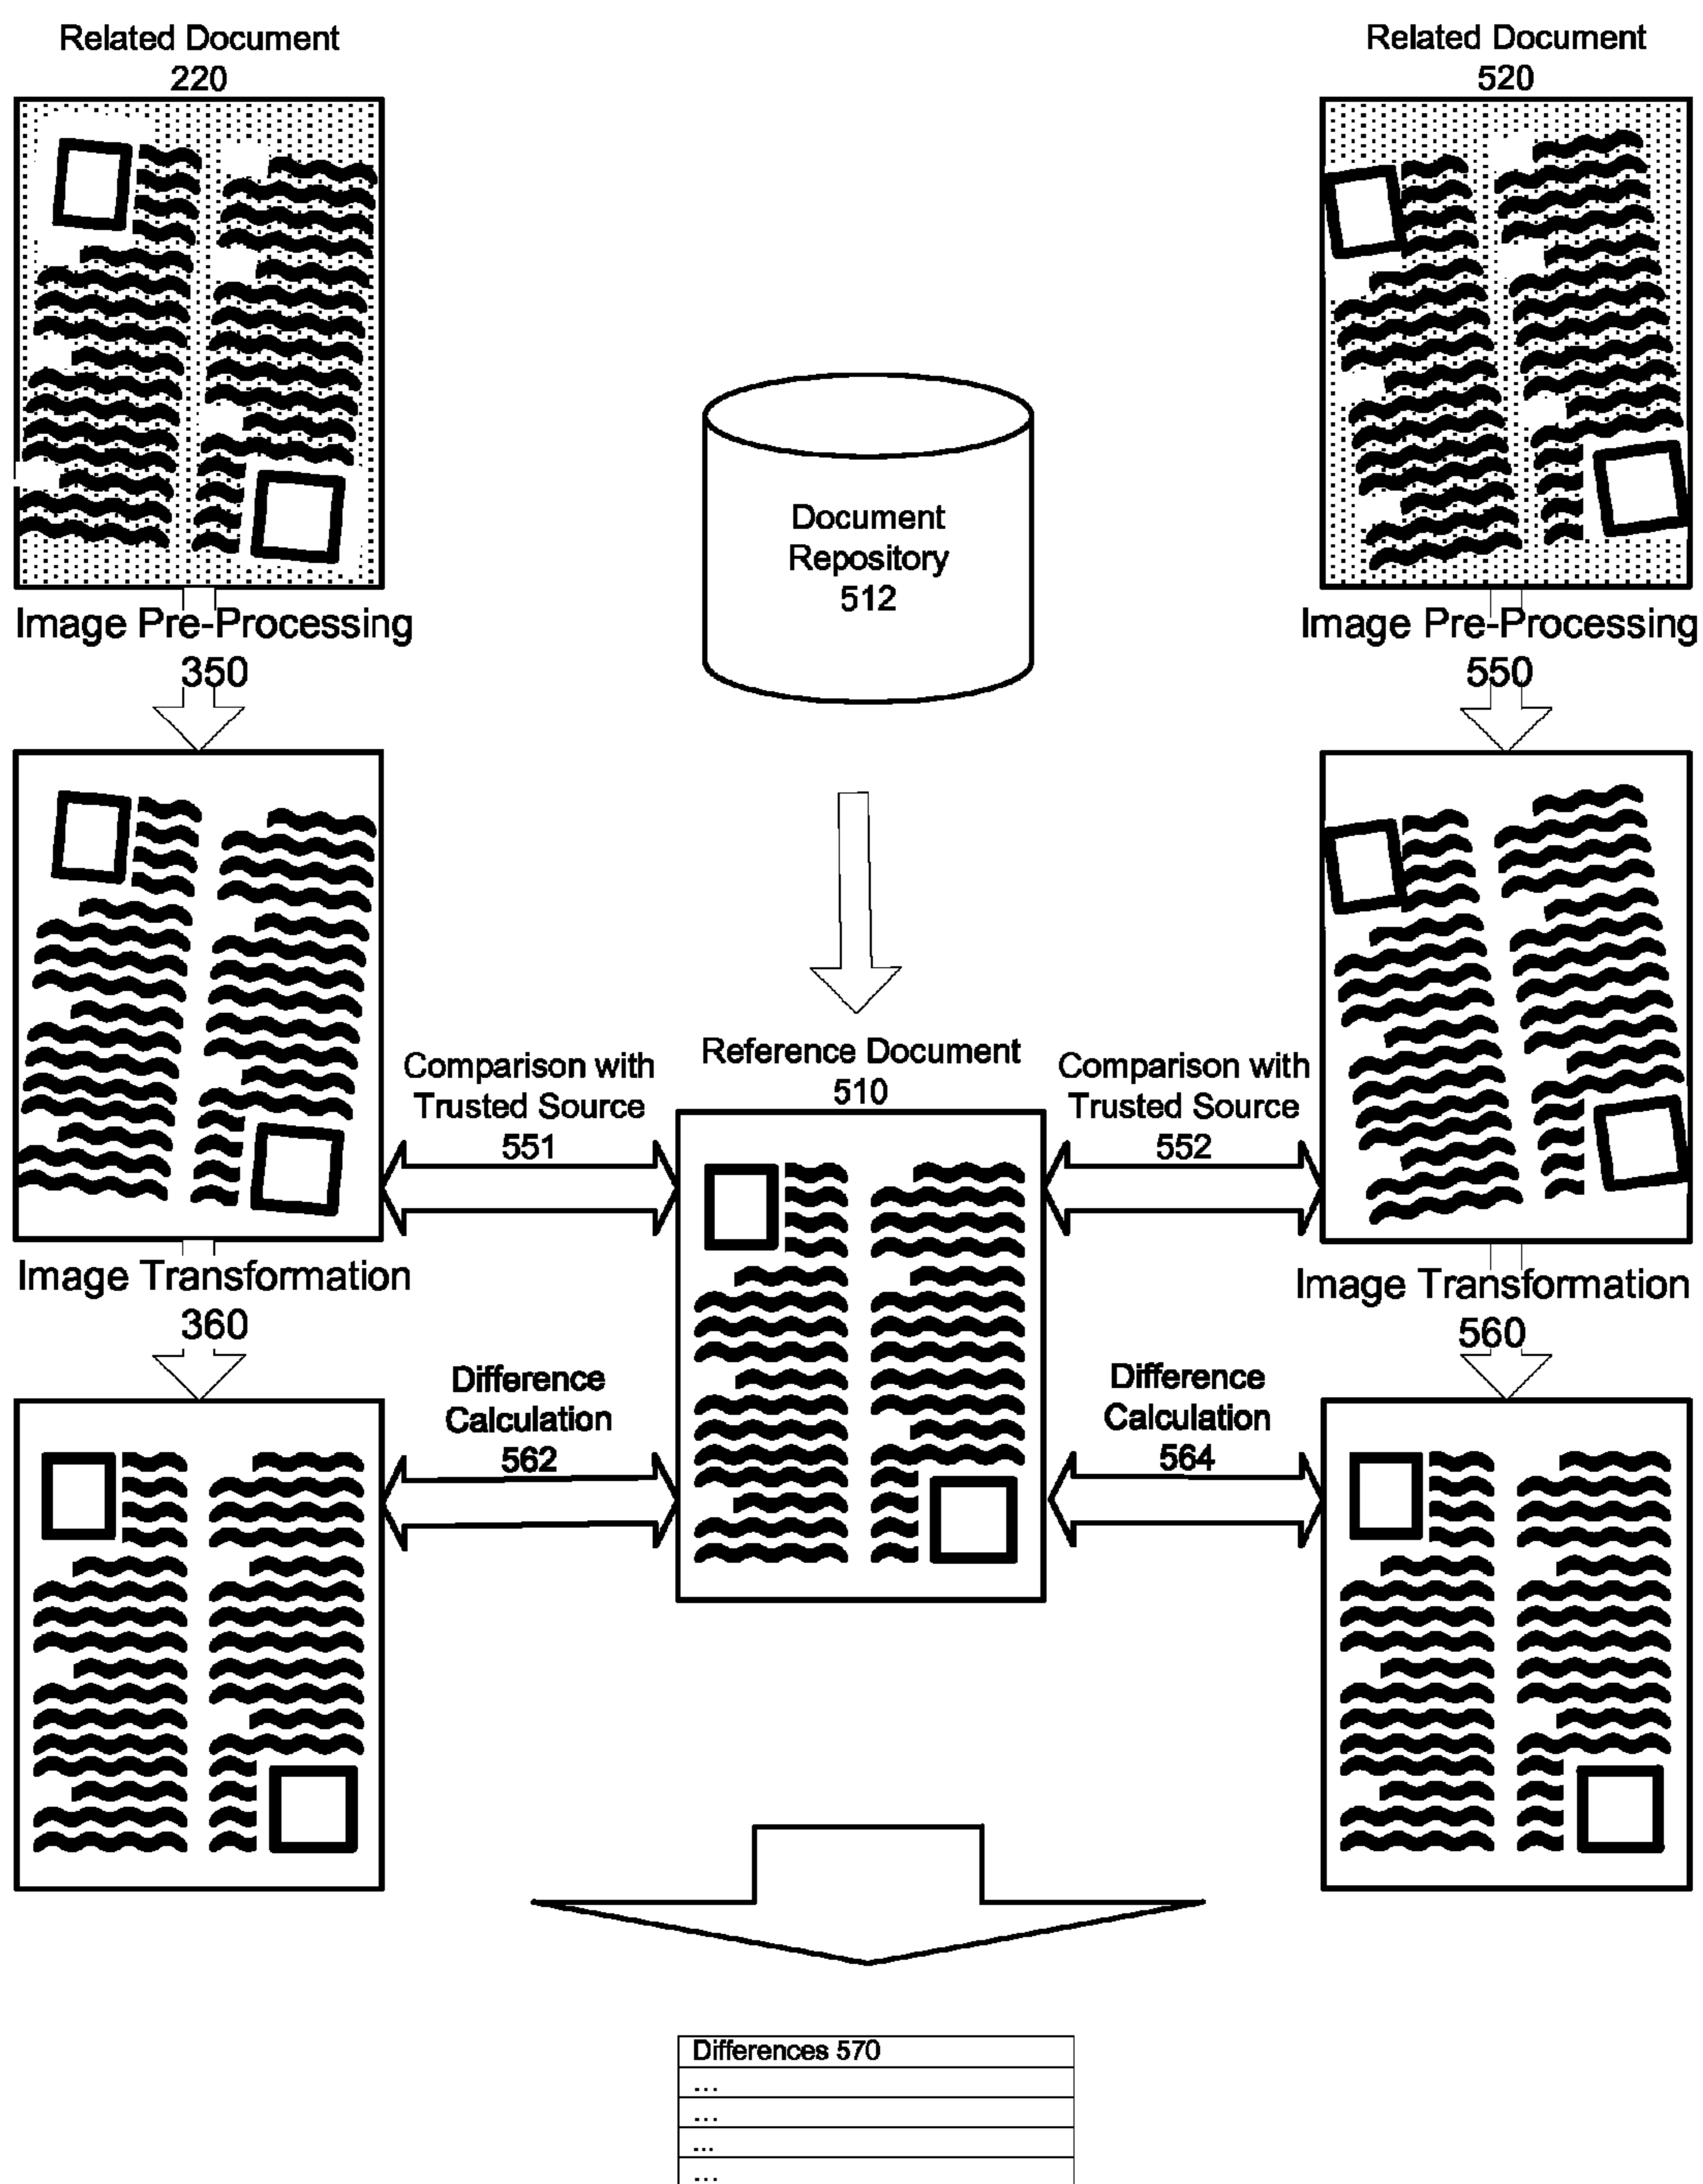 Related Document
220
Related Document
520
Document
Repository
512
Image Pre-Processing
350
Image Pre-Processing
550
Comparison with
Trusted Source
551
Reference Document
510
Comparison with
Trusted Source
552
Image Transformation
360
Image Transformation
560
Difference
Calculation
562
Difference
Calculation
564
Differences 570
...
...
...
...